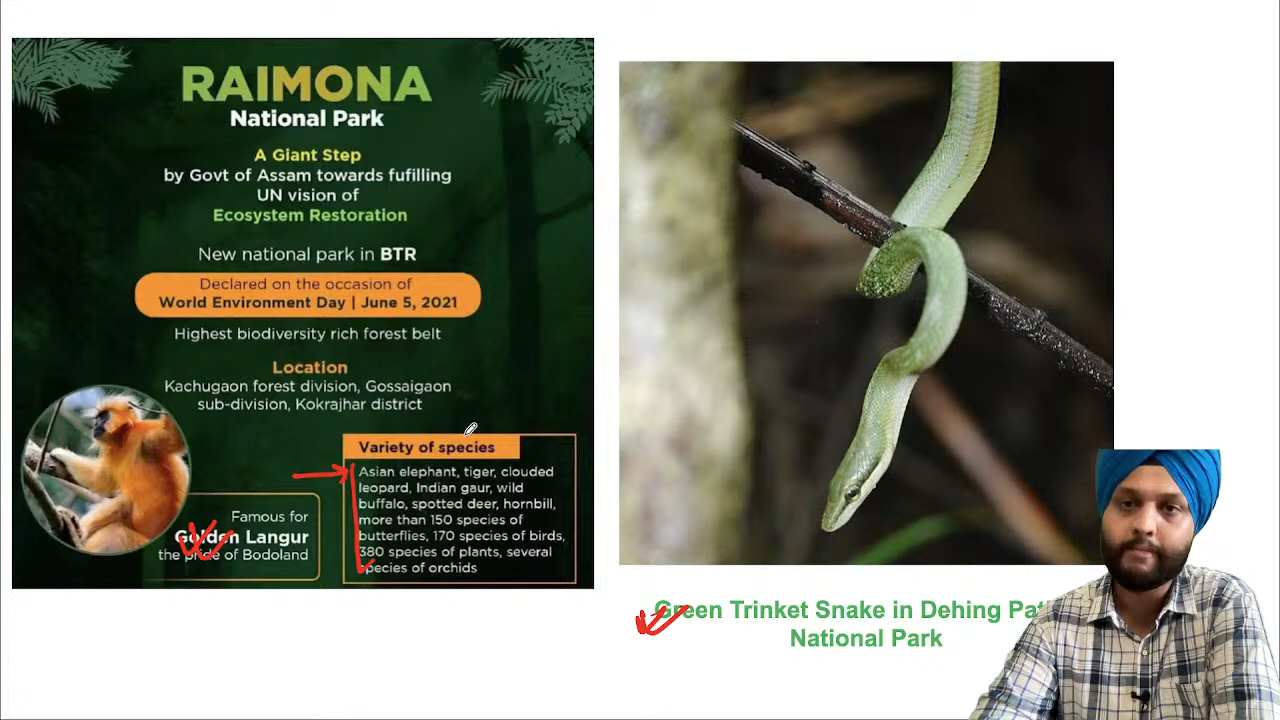 RAIMONA
National Park
A Giant Step
by Govt of Assam towards fufilling
UN vision of
Ecosystem Restoration
New national park in BTR
Declared on the occasion of
World Environment Day | June 5, 2021
Highest biodiversity rich forest belt
Location
Kachugaon forest division, Gossaigaon
sub-division, Kokrajhar district
Famous for
Golden Langur
the pride of Bodoland
Variety of species
Asian elephant, tiger, clouded
leopard, Indian gaur, wild
buffalo, spotted deer, hornbill,
more than 150 species of
butterflies, 170 species of birds,
380 species of plants, several
species of orchids
Green Trinket Snake in Dehing
National Park